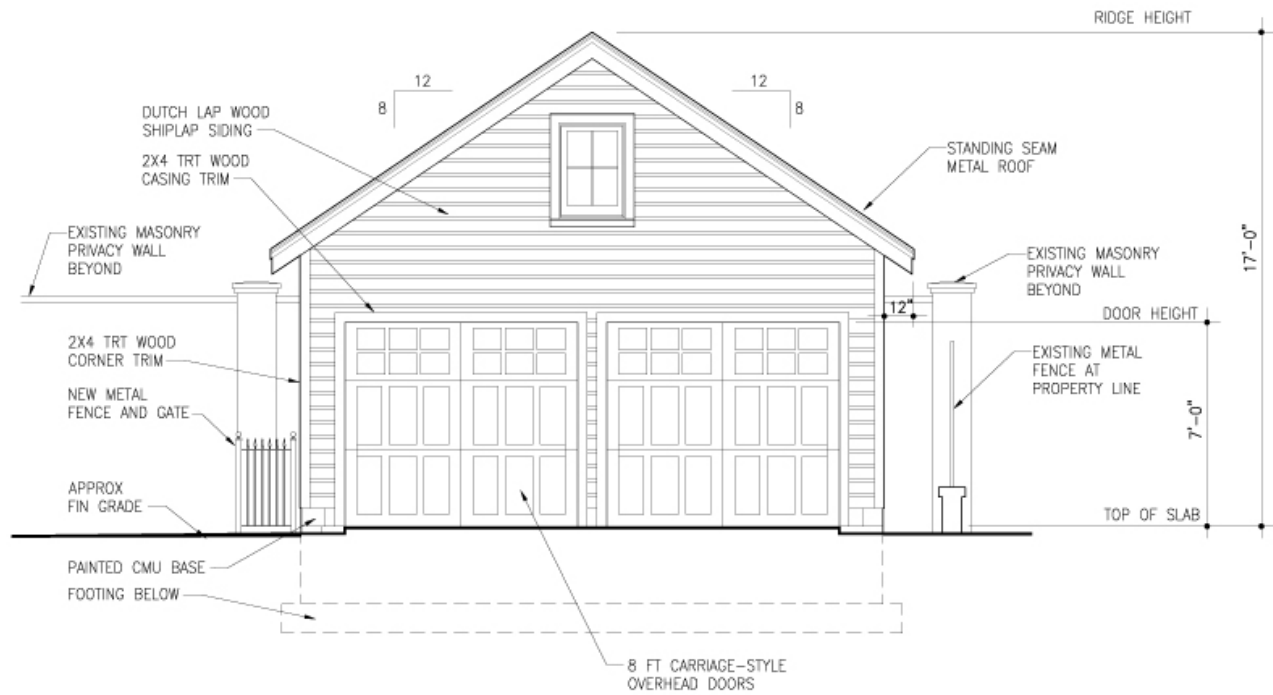 RIDGE HEIGHT
12
8
12
8
DUTCH LAP WOOD
SHIPLAP SIDING
2X4 TRT WOOD
CASING TRIM
STANDING SEAM
METAL ROOF
EXISTING MASONRY
PRIVACY WALL
BEYOND
EXISTING MASONRY
PRIVACY WALL
BEYOND
17'-0"
12"
DOOR HEIGHT
2X4 TRT WOOD
CORNER TRIM
EXISTING METAL
FENCE AT
PROPERTY LINE
NEW METAL
FENCE AND GATE
7'-0"
APPROX
FIN GRADE
TOP OF SLAB
PAINTED CMU BASE
FOOTING BELOW
8 FT CARRIAGE-STYLE
OVERHEAD DOORS